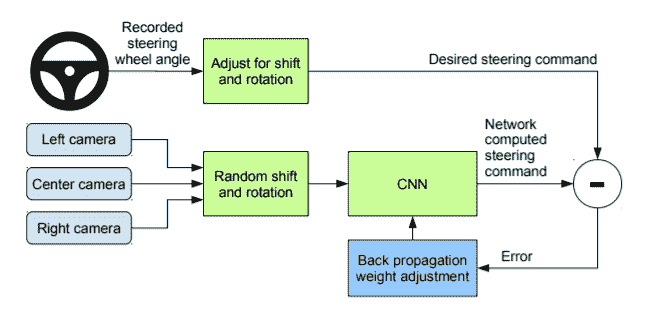 Recorded
steering
wheel angle
Adjust for shift
and rotation
Desired steering command
Left camera
Center camera
Right camera
Random shift
and rotation
CNN
Network
computed
steering
command
-
Back propagation
weight adjustment
Error